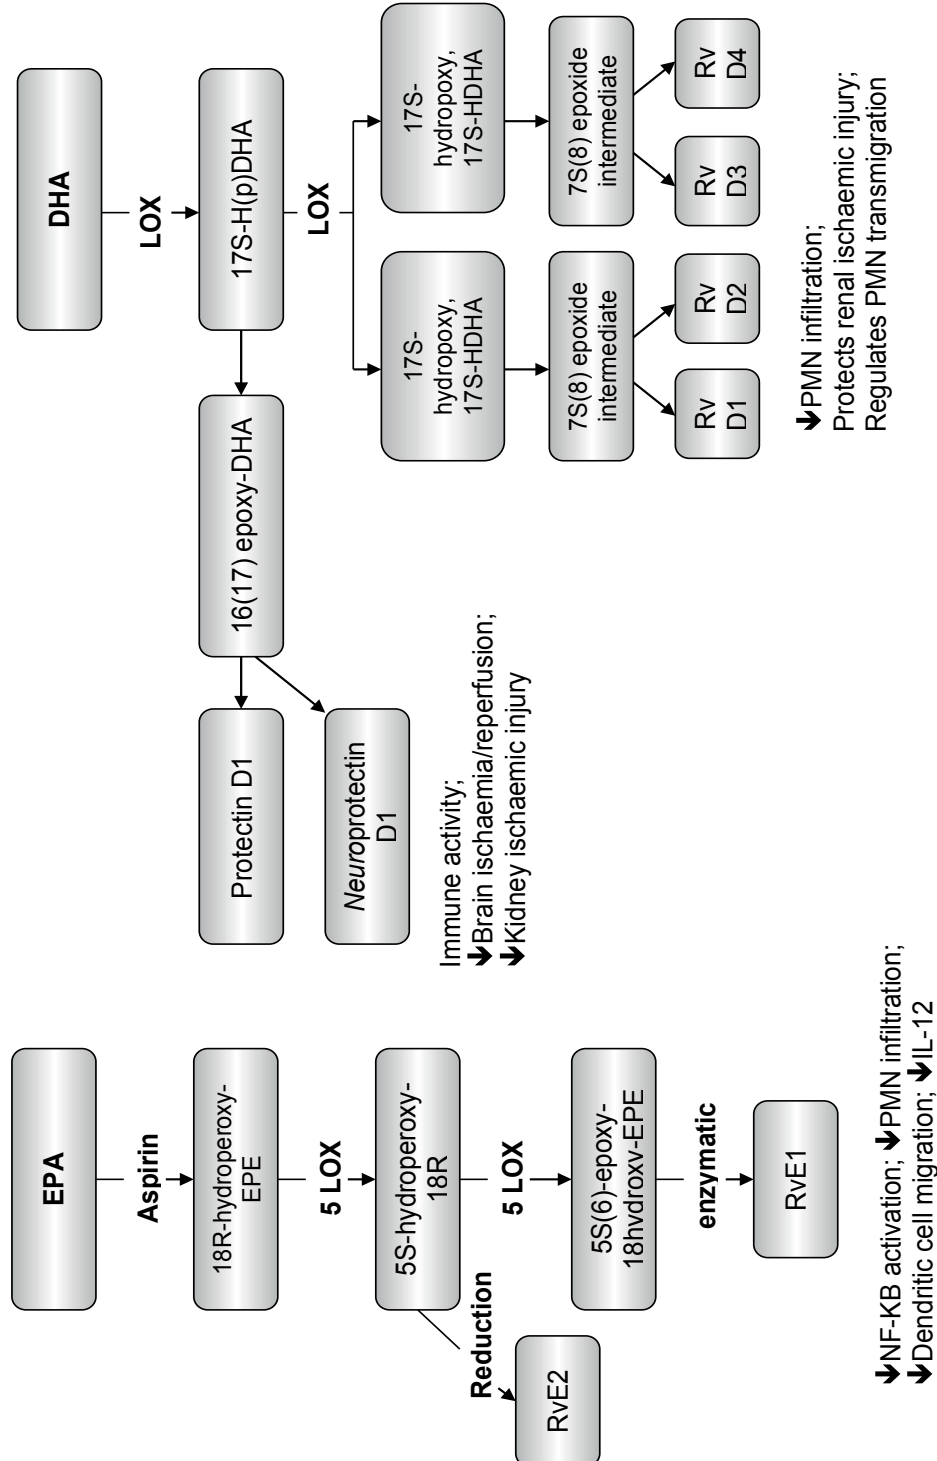 EPA
Aspirin
18R-hydroperoxy-
EPE
5 LOX
5S-hydroperoxy-
18R
Reduction
RvE2
5 LOX
5S(6)-epoxy-
18hydroxy-EPE
enzymatic
RvE1
↓NF-KB activation; ↓PMN infiltration;
↓Dendritic cell migration; ↓IL-12
DHA
LOX
17S-H(p)DHA
16(17) epoxy-DHA
Protectin D1
Neuroprotectin
D1
Immune activity;
↓Brain ischaemia/reperfusion;
↓Kidney ischaemic injury
LOX
17S-
hydropoxy,
17S-HDHA
7S(8) epoxide
intermediate
Rv
D1
Rv
D2
17S-
hydropoxy,
17S-HDHA
7S(8) epoxide
intermediate
Rv
D3
Rv
D4
↓PMN infiltration;
Protects renal ischaemic injury;
Regulates PMN transmigration